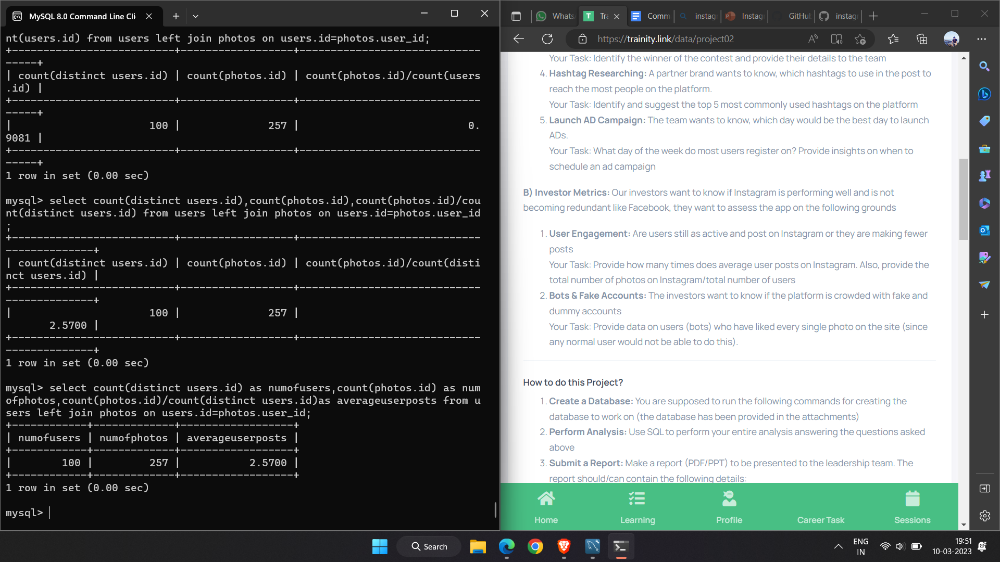 MySQL 8.0 Command Line Cli
nt(users.id) from users left join photos on users.id=photos.user_id;
+--------------------------+------------------+-----------------------------
-----+
| count(distinct users.id) | count(photos.id) | count(photos.id)/count(users
.id) |
+--------------------------+------------------+-----------------------------
-----+
| 100 | 257 | 0.
9081 |
+--------------------------+------------------+-----------------------------
-----+
1 row in set (0.00 sec)
mysql> select count(distinct users.id),count(photos.id),count(photos.id)/cou
nt(distinct users.id) from users left join photos on users.id=photos.user_id
;
+--------------------------+------------------+-----------------------------
--------------+
| count(distinct users.id) | count(photos.id) | count(photos.id)/count(disti
nct users.id) |
+--------------------------+------------------+-----------------------------
--------------+
| 100 | 257 |
2.5700 |
+--------------------------+------------------+-----------------------------
--------------+
1 row in set (0.00 sec)
mysql> select count(distinct users.id) as numofusers,count(photos.id) as num
ofphotos,count(photos.id)/count(distinct users.id)as averageuserposts from u
sers left join photos on users.id=photos.user_id;
+------------+-------------+------------------+
| numofusers | numofphotos | averageuserposts |
+------------+-------------+------------------+
| 100 | 257 | 2.5700 |
+------------+-------------+------------------+
1 row in set (0.00 sec)
mysql>
Whats Tra Comm instag Instag GitHub instag
https://trainity.link/data/project02
Your Task: Identify the winner of the contest and provide their details to the team
4. Hashtag Researching: A partner brand wants to know, which hashtags to use in the post to
reach the most people on the platform.
Your Task: Identify and suggest the top 5 most commonly used hashtags on the platform
5. Launch AD Campaign: The team wants to know, which day would be the best day to launch
ADs.
Your Task: What day of the week do most users register on? Provide insights on when to
schedule an ad campaign
B) Investor Metrics: Our investors want to know if Instagram is performing well and is not
becoming redundant like Facebook, they want to assess the app on the following grounds
1. User Engagement: Are users still as active and post on Instagram or they are making fewer
posts
Your Task: Provide how many times does average user posts on Instagram. Also, provide the
total number of photos on Instagram/total number of users
2. Bots & Fake Accounts: The investors want to know if the platform is crowded with fake and
dummy accounts
Your Task: Provide data on users (bots) who have liked every single photo on the site (since
any normal user would not be able to do this).
How to do this Project?
1. Create a Database: You are supposed to run the following commands for creating the
database to work on (the database has been provided in the attachments)
2. Perform Analysis: Use SQL to perform your entire analysis answering the questions asked
above
3. Submit a Report: Make a report (PDF/PPT) to be presented to the leadership team. The
report should/can contain the following details:
Home Learning Profile Career Task Sessions
Search
ENG
IN
19:51
10-03-2023